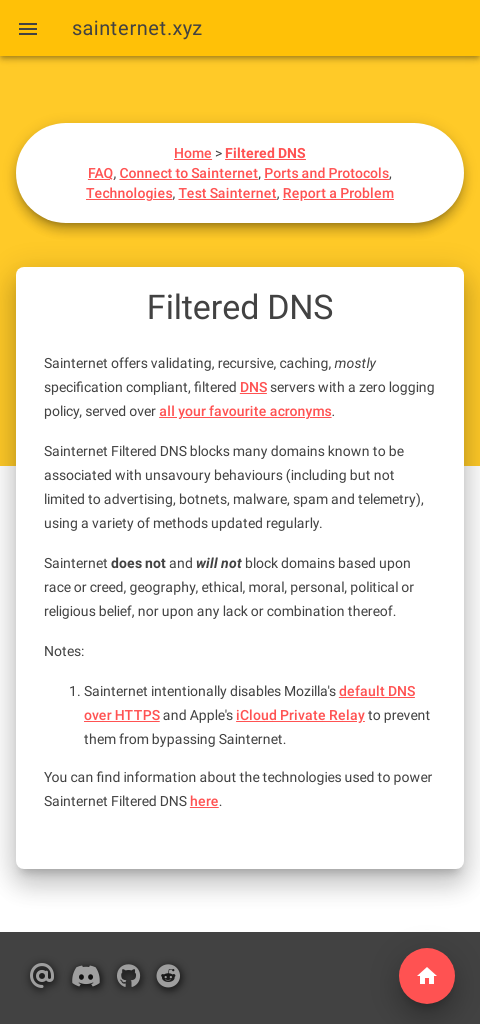 sainternet.xyz
Home > Filtered DNS
FAQ, Connect to Sainternet, Ports and Protocols,
Technologies, Test Sainternet, Report a Problem
Filtered DNS
Sainternet offers validating, recursive, caching, mostly
specification compliant, filtered DNS servers with a zero logging
policy, served over all your favourite acronyms.
Sainternet Filtered DNS blocks many domains known to be
associated with unsavoury behaviours (including but not
limited to advertising, botnets, malware, spam and telemetry),
using a variety of methods updated regularly.
Sainternet does not and will not block domains based upon
race or creed, geography, ethical, moral, personal, political or
religious belief, nor upon any lack or combination thereof.
Notes:
1. Sainternet intentionally disables Mozilla's default DNS
over HTTPS and Apple's iCloud Private Relay to prevent
them from bypassing Sainternet.
You can find information about the technologies used to power
Sainternet Filtered DNS here.